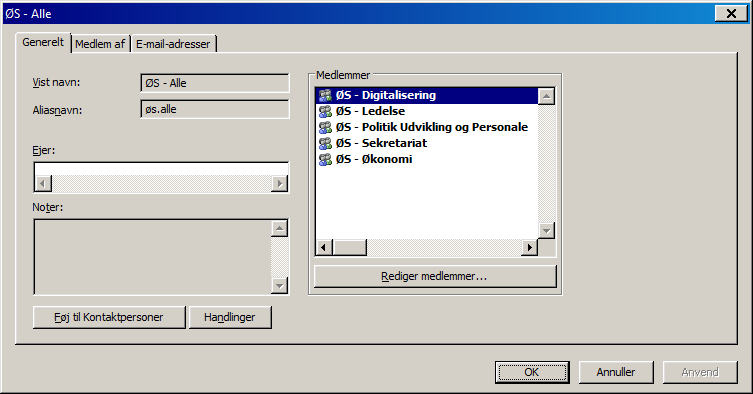 ØS - Alle
Generelt
Medlem af
E-mail-adresser
Vist navn:
ØS - Alle
Aliasnavn:
øs.alle
Ejer:
Noter:
Føj til Kontaktpersoner
Handlinger
Medlemmer
ØS - Digitalisering
ØS - Ledelse
ØS - Politik Udvikling og Personale
ØS - Sekretariat
ØS - Økonomi
Rediger medlemmer...
OK
Annuller
Anvend